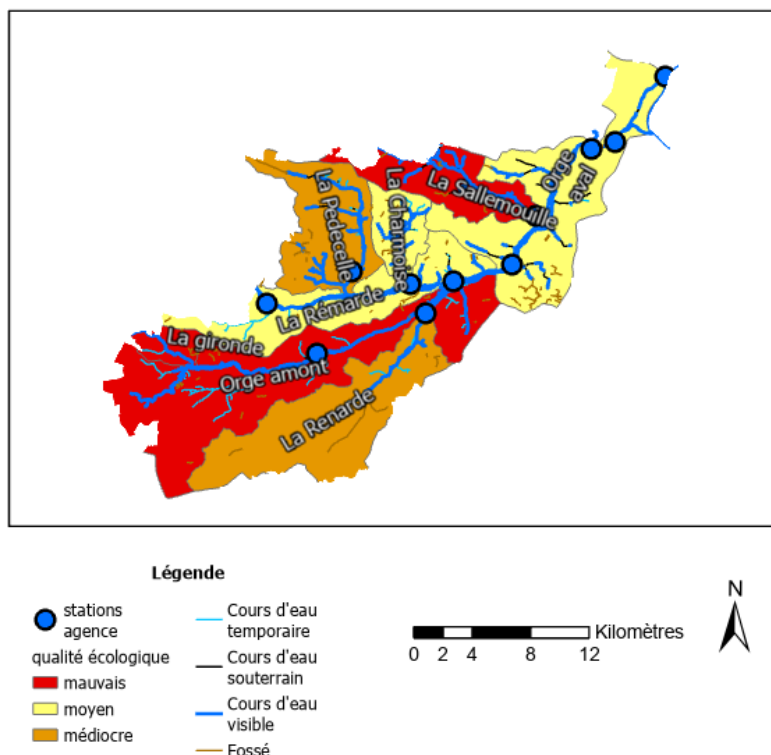 La Pedecelle
La Charmoise
La Sallemouille
Orge
aval
La Rémarde
La gironde
Orge amont
La Renarde
Légende
stations
agence
qualité écologique
mauvais
moyen
médiocre
Cours d'eau
temporaire
Cours d'eau
souterrain
Cours d'eau
visible
Fossé
0 2 4 8 12
Kilomètres
N